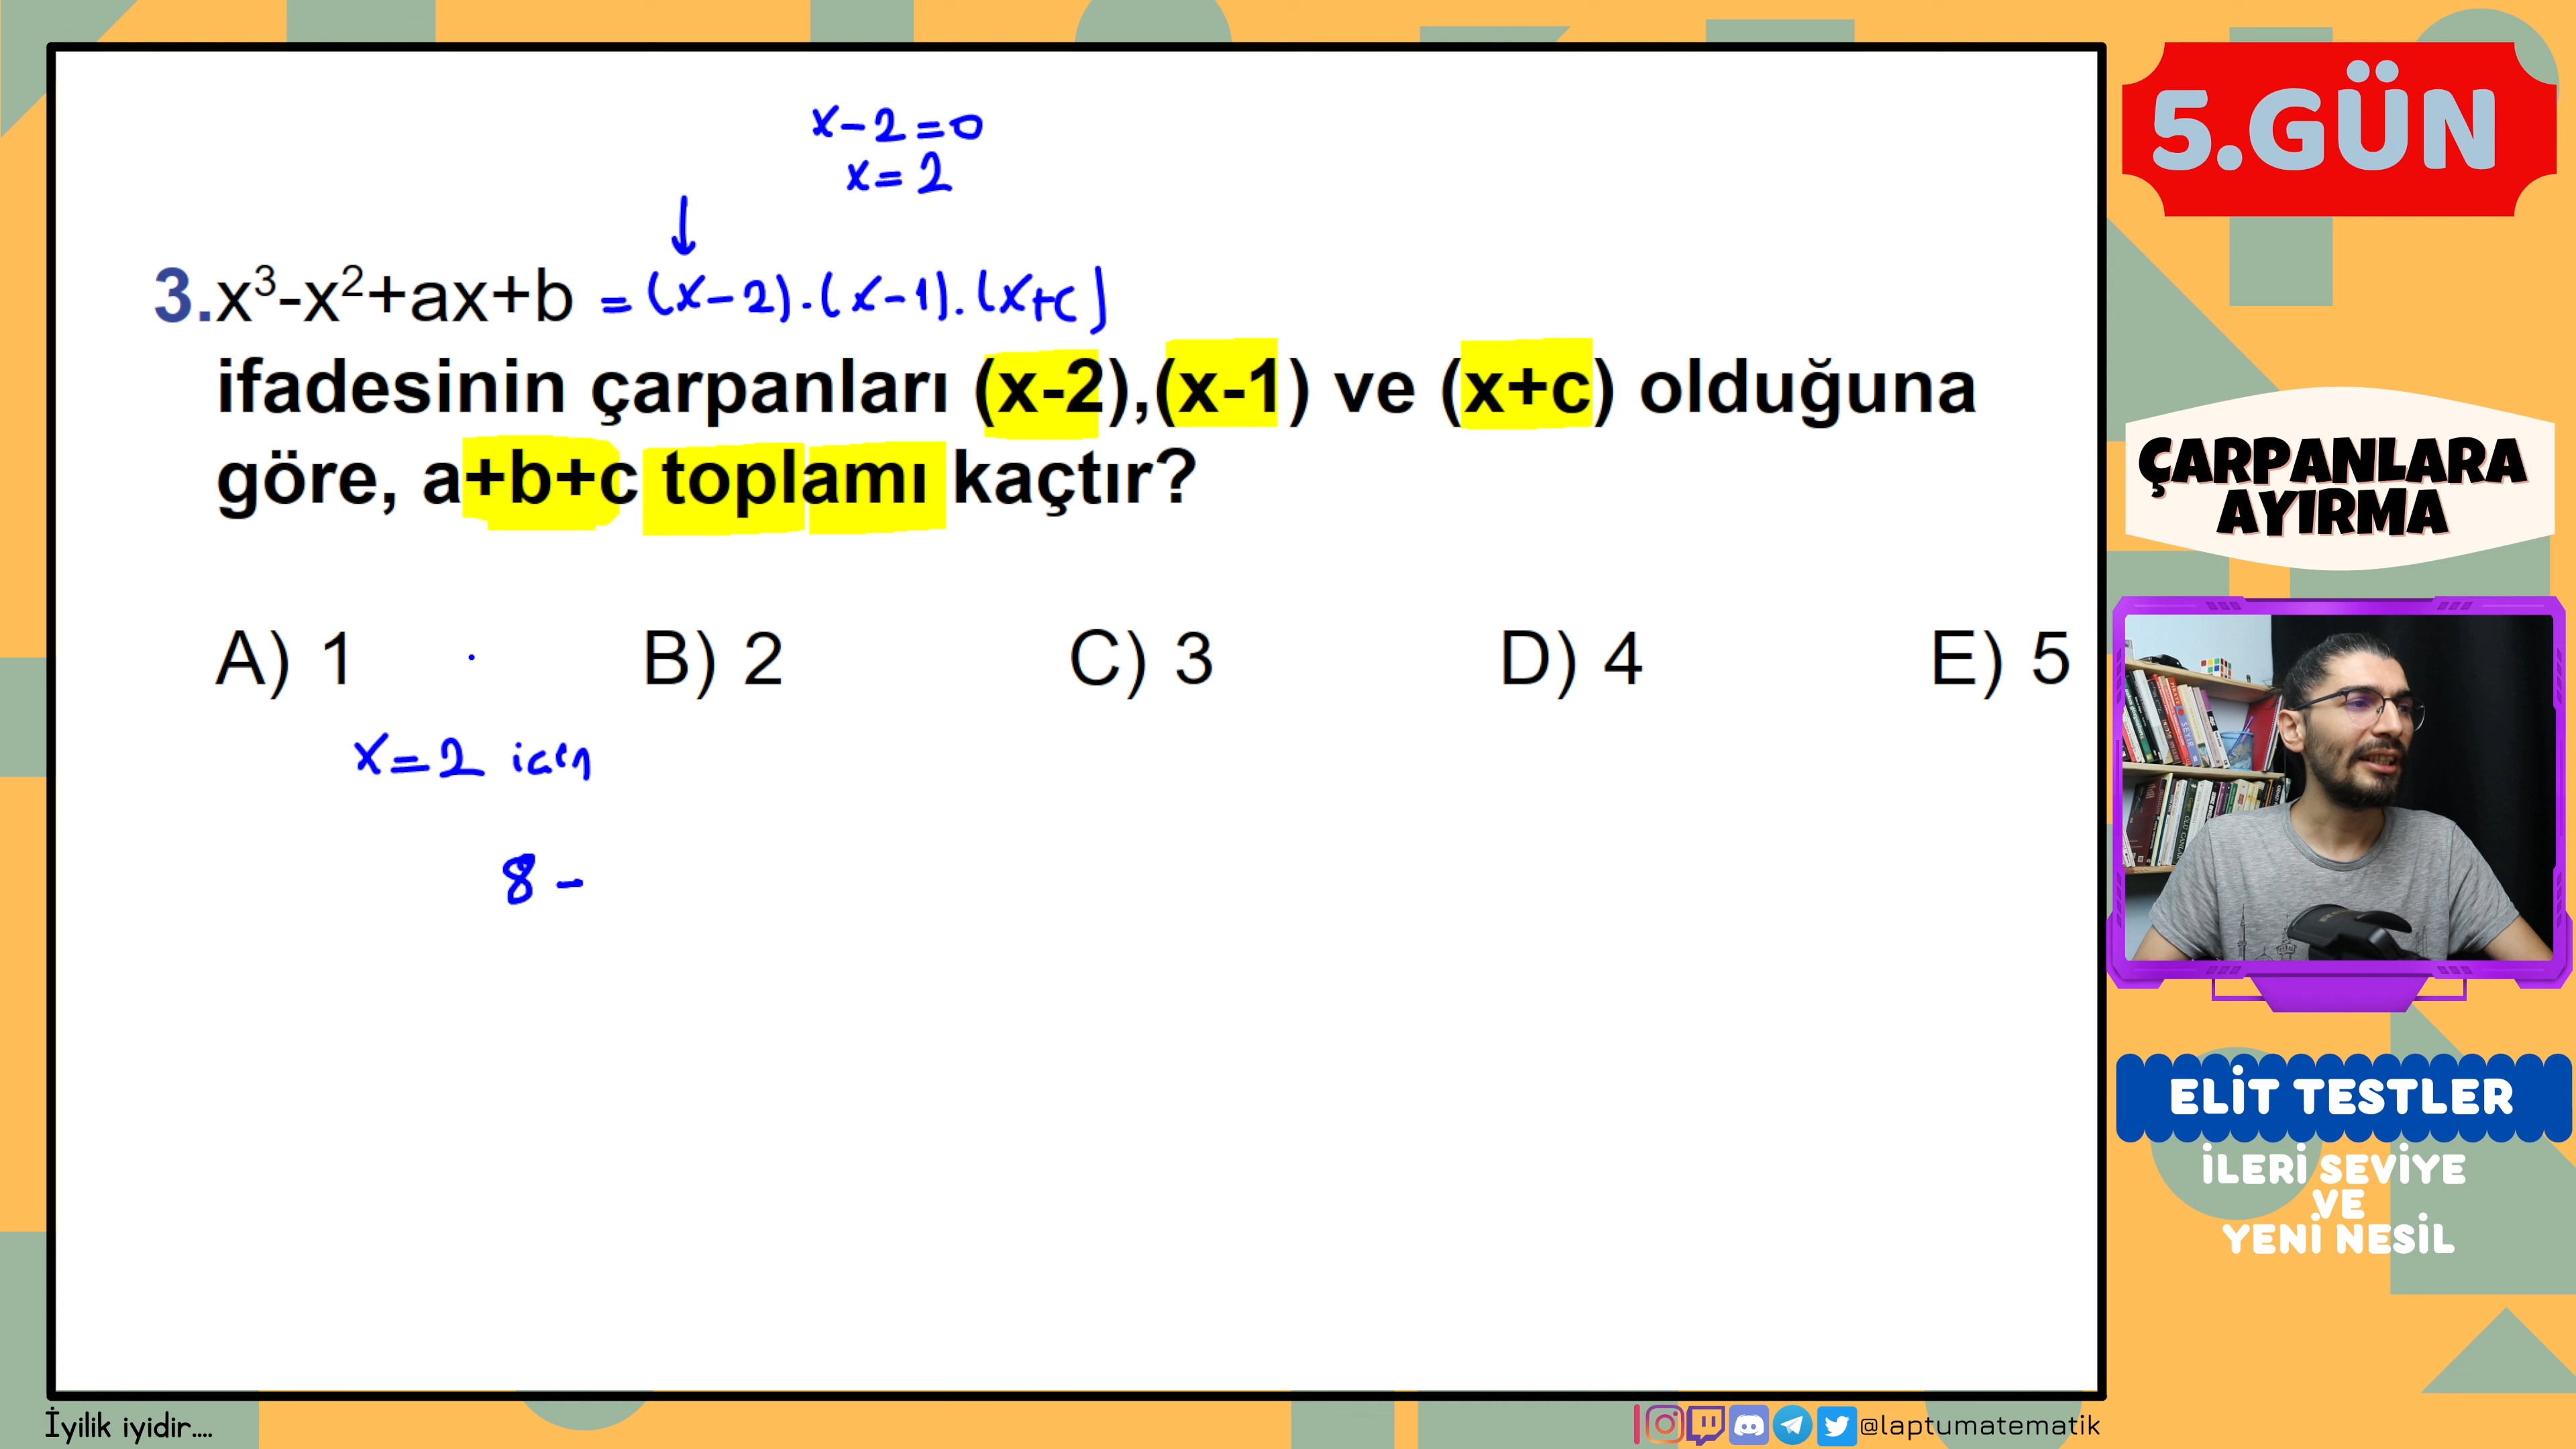 x-2=0
x=2
↓
3.x³-x²+ax+b =(x-2).(x-1).(x+c)
ifadesinin çarpanları (x-2),(x-1) ve (x+c) olduğuna
göre, a+b+c toplamı kaçtır?
A) 1 B) 2 C) 3 D) 4 E) 5
x=2 için
8 -
5.GÜN
ÇARPANLARA
AYIRMA
ELİT TESTLER
İLERİ SEVİYE
VE
YENİ NESİL
İyilik iyidir....
@laptumatematik